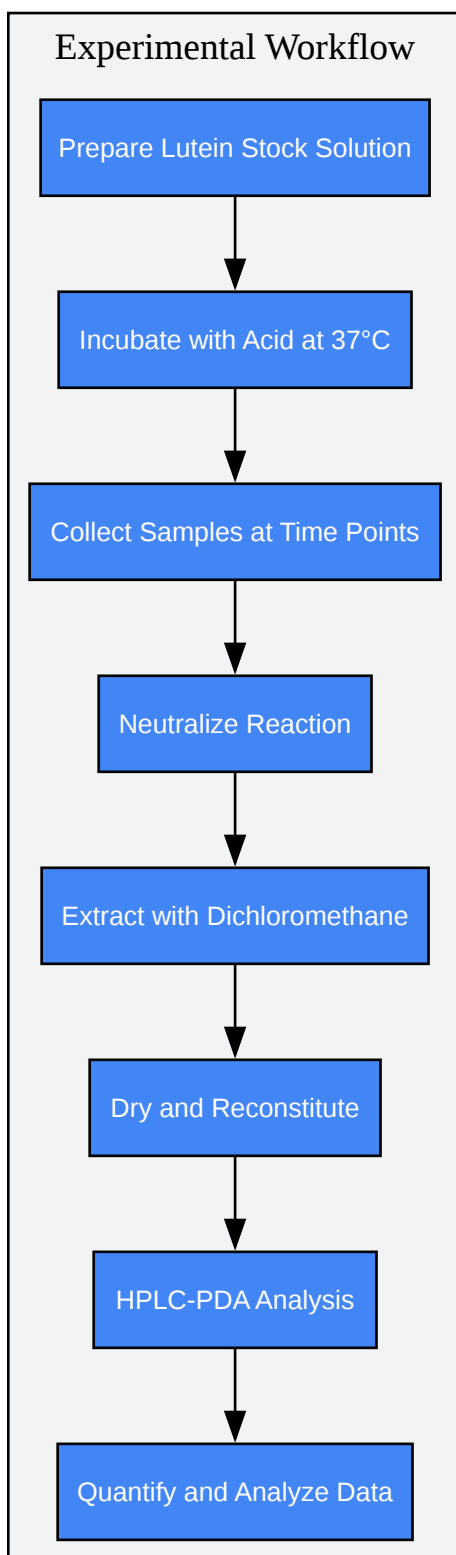 Experimental Workflow
Prepare Lutein Stock Solution
Incubate with Acid at 37°C
Collect Samples at Time Points
Neutralize Reaction
Extract with Dichloromethane
Dry and Reconstitute
HPLC-PDA Analysis
Quantify and Analyze Data